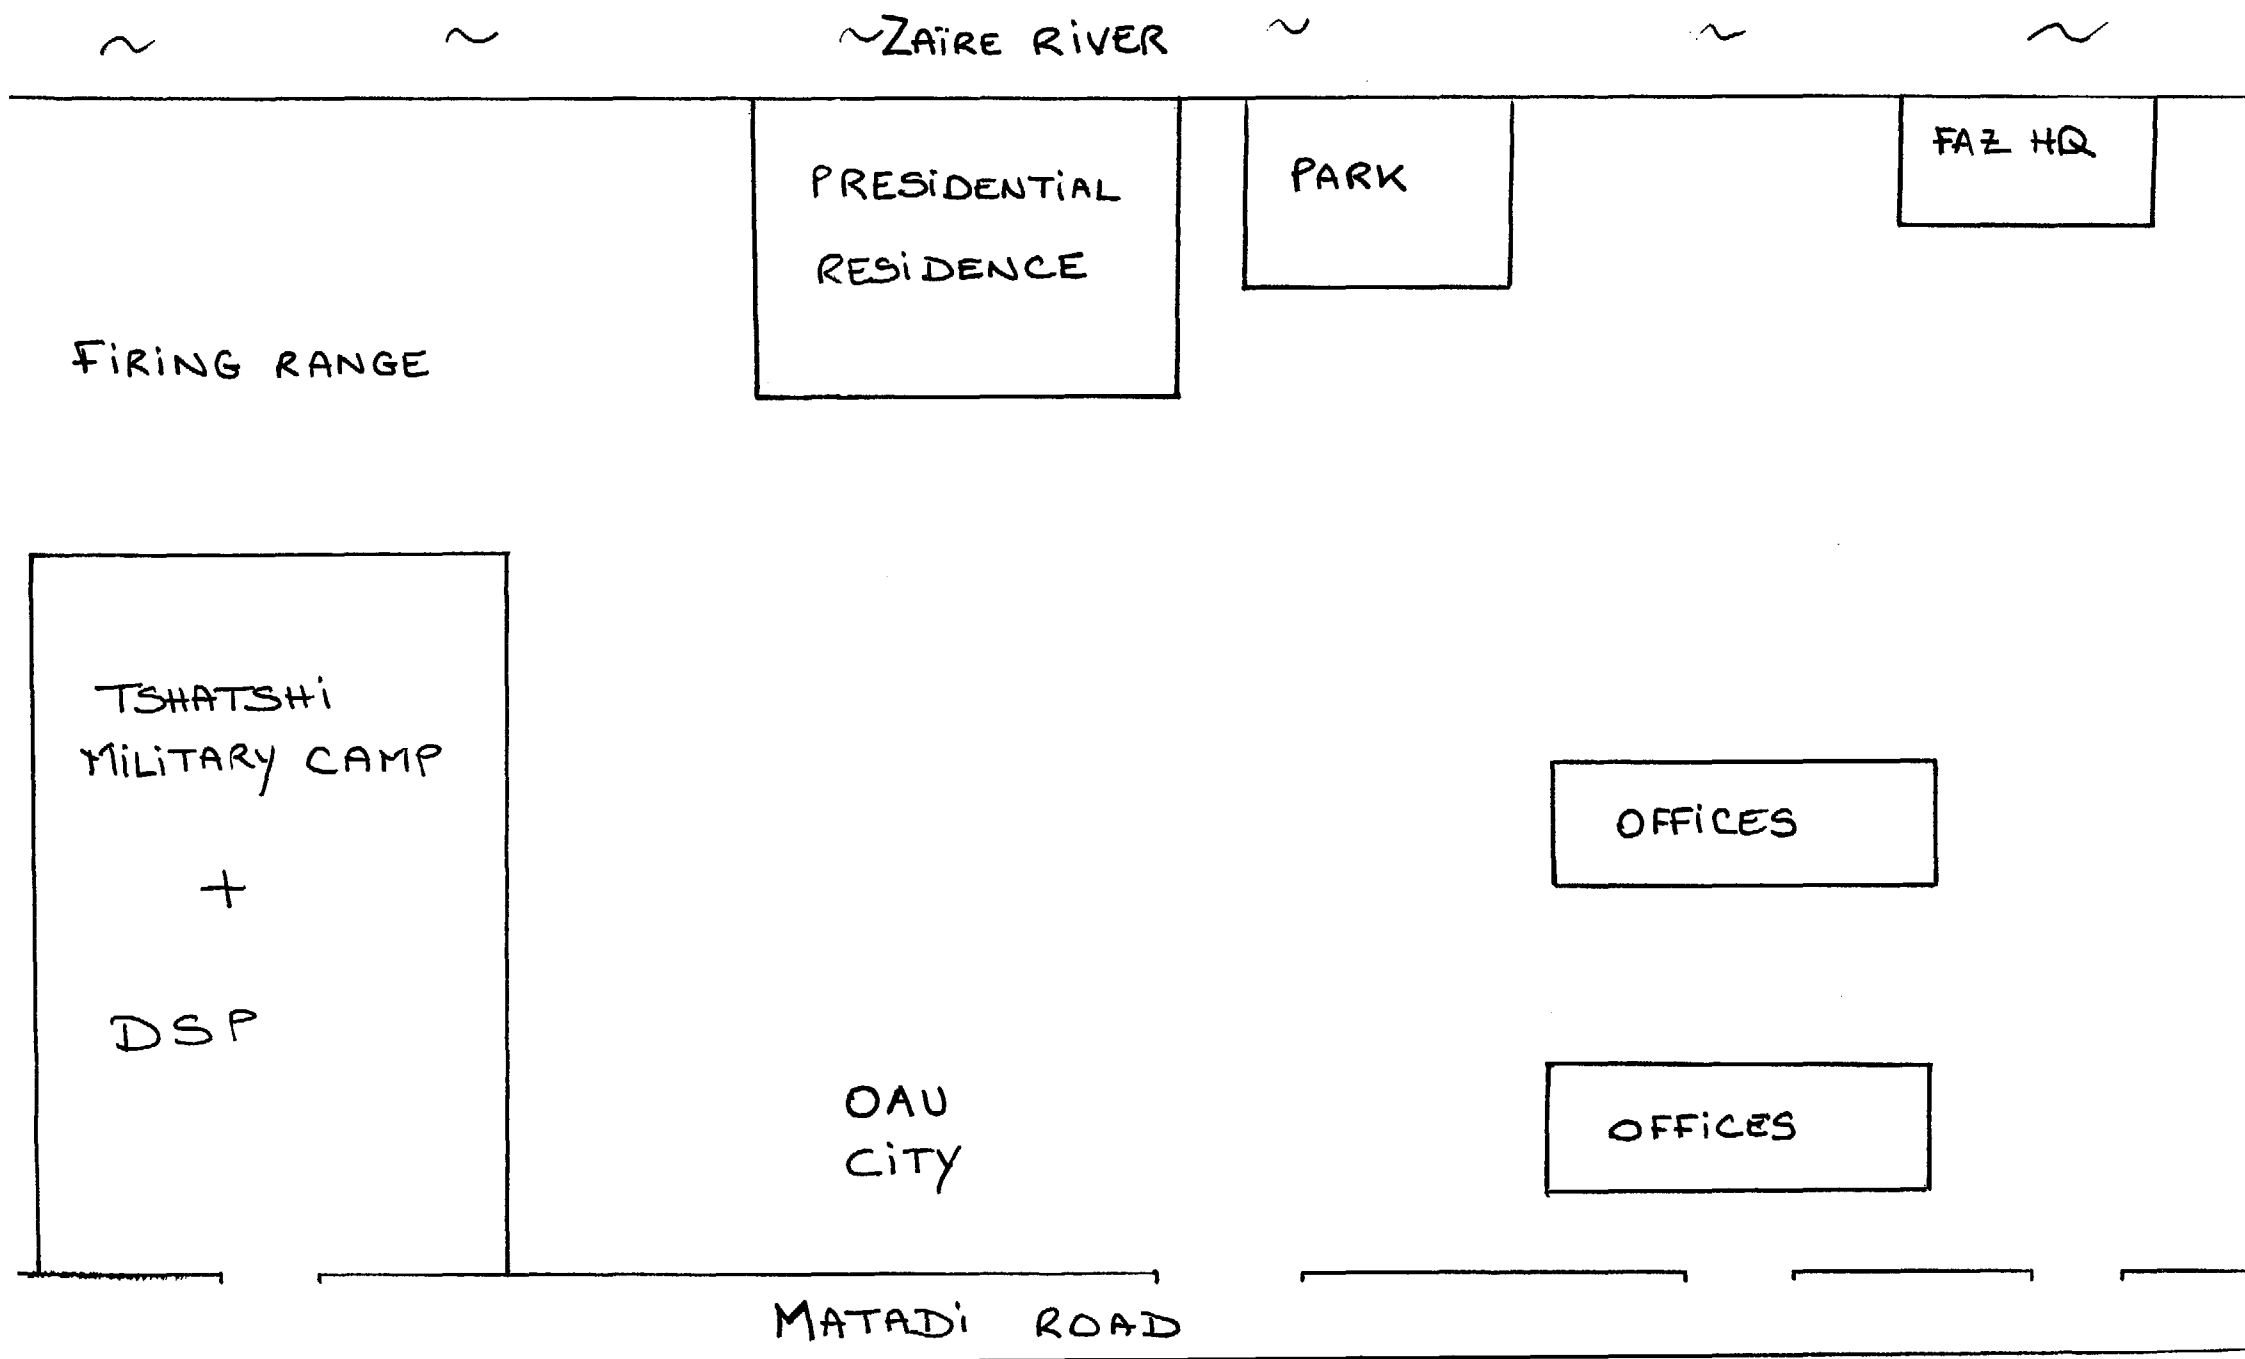 ZAÏRE RiVER
PRESiDENTiAL
RESiDENCE
PARK
FAZ HQ
FiRiNG RANGE
TSHATSHi
MiLiTARY CAMP
+
DSP
OFFiCES
OAU
CiTY
OFFiCES
MATADi ROAD